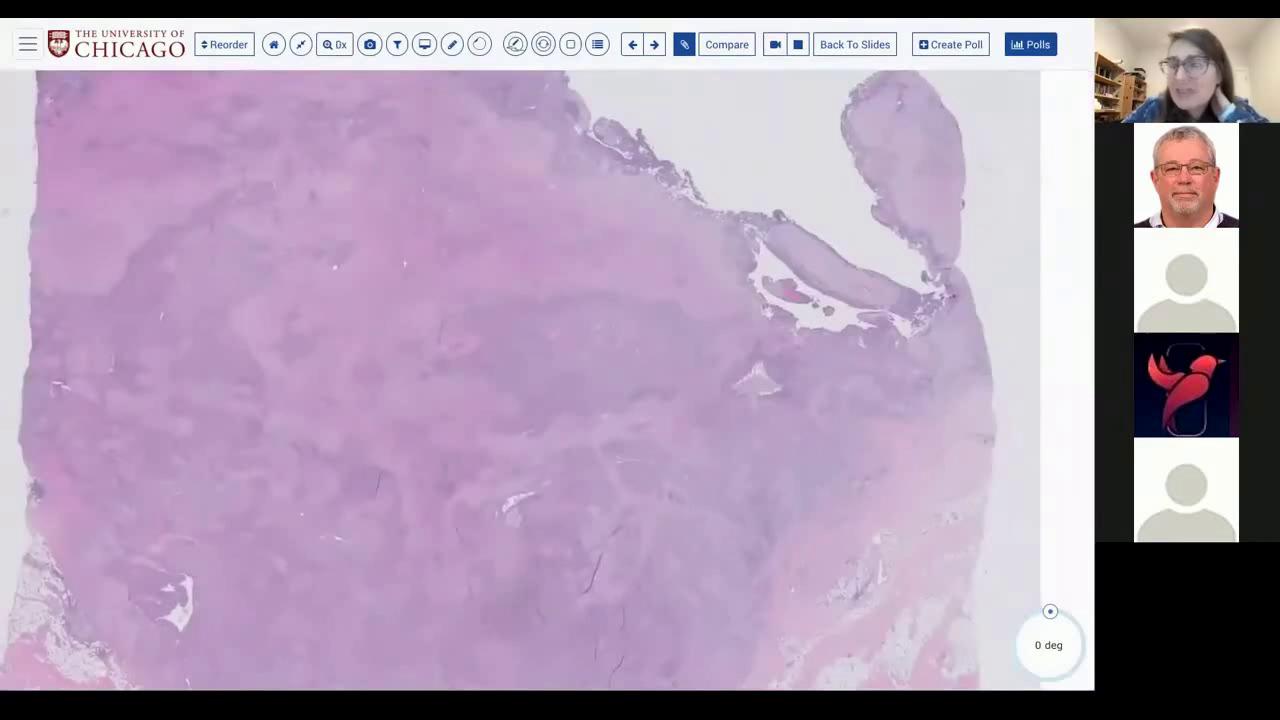 THE UNIVERSITY OF
CHICAGO
Reorder
0x
Compare
Back To Slides
Create Poll
Polls
0 deg